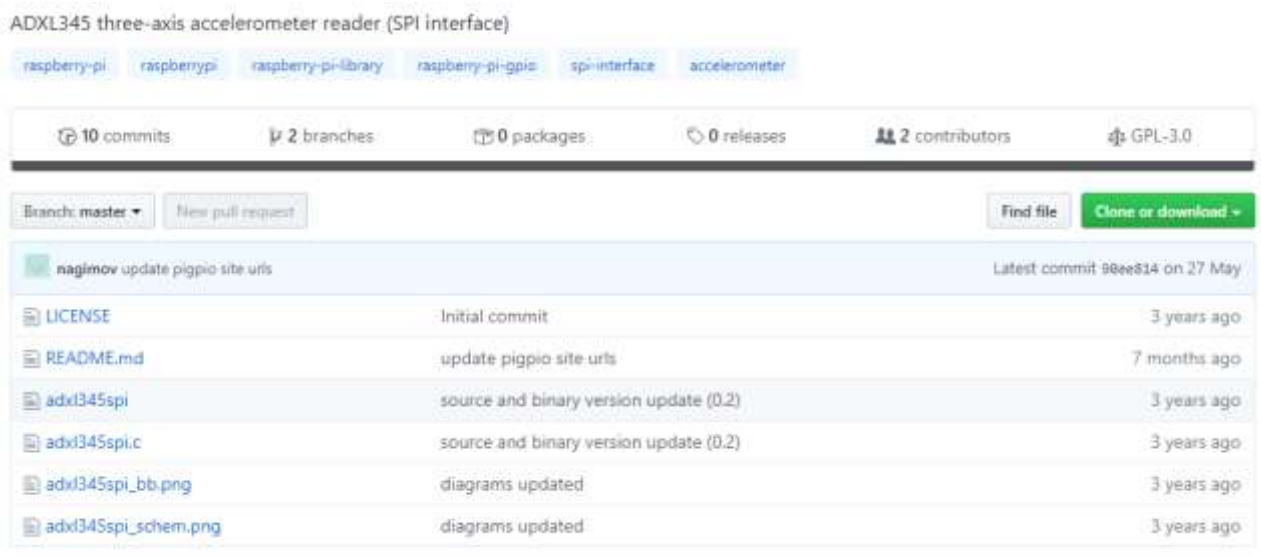 ADXL345 three-axis accelerometer reader (SPI interface)
raspberry-pi raspberrypi raspberry-pi-library raspberry-pi-gpio spi-interface accelerometer
10 commits 2 branches 0 packages 0 releases 2 contributors GPL-3.0
Branch: master New pull request Find file Clone or download
nagimov update pigpio site urls Latest commit 90ee814 on 27 May
LICENSE Initial commit 3 years ago
README.md update pigpio site urls 7 months ago
adxl345spi source and binary version update (0.2) 3 years ago
adxl345spi.c source and binary version update (0.2) 3 years ago
adxl345spi_bb.png diagrams updated 3 years ago
adxl345spi_schem.png diagrams updated 3 years ago